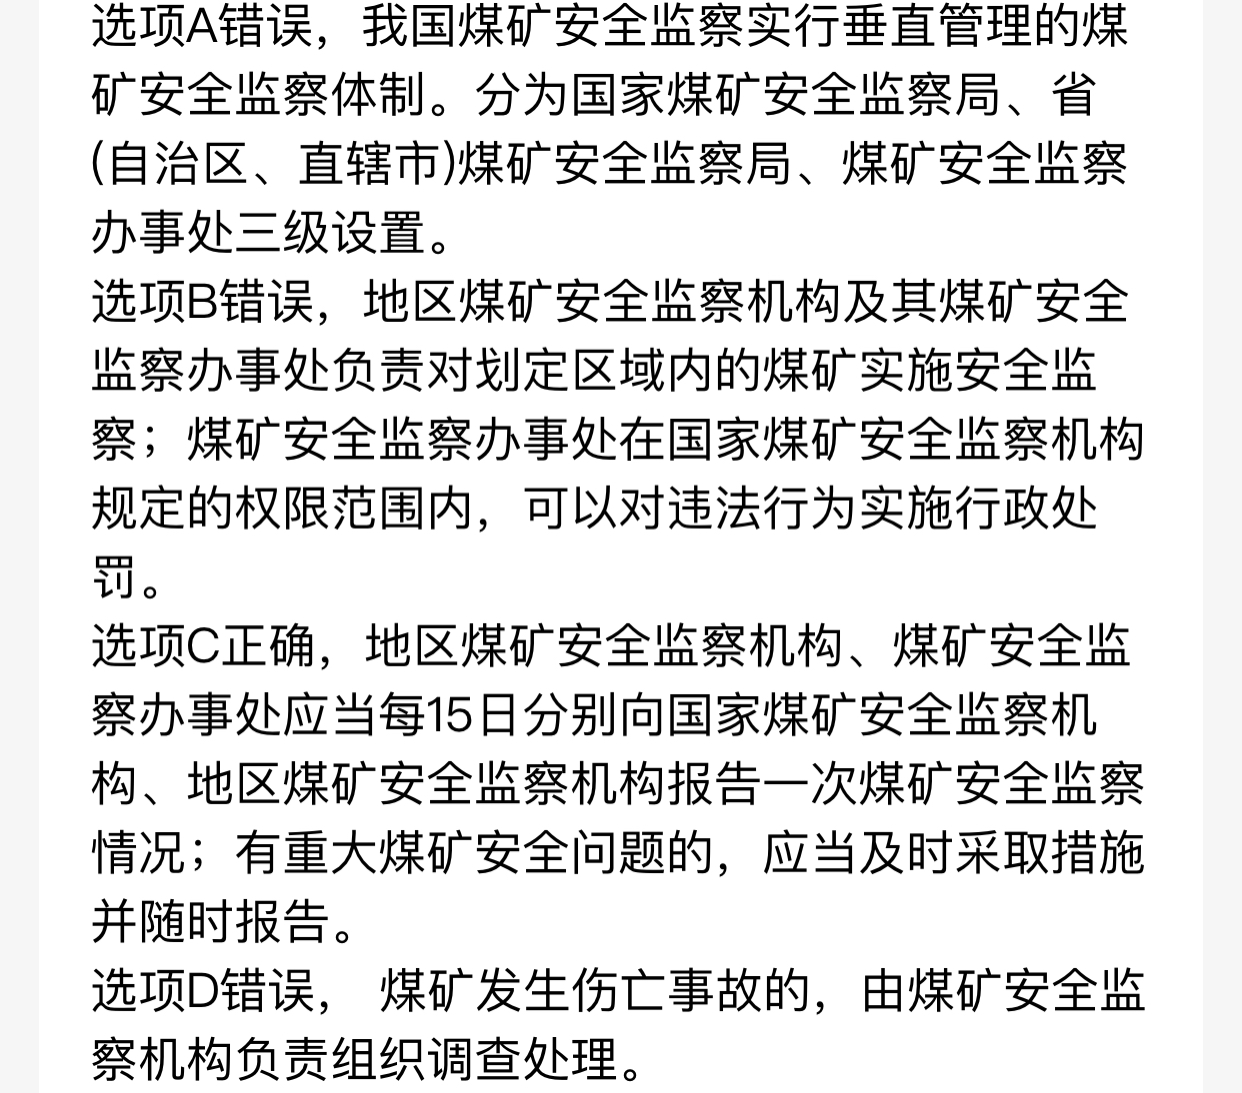 选项A错误，我国煤矿安全监察实行垂直管理的煤
矿安全监察体制。分为国家煤矿安全监察局、省
(自治区、直辖市)煤矿安全监察局、煤矿安全监察
办事处三级设置。
选项B错误，地区煤矿安全监察机构及其煤矿安全
监察办事处负责对划定区域内的煤矿实施安全监
察；煤矿安全监察办事处在国家煤矿安全监察机构
规定的权限范围内，可以对违法行为实施行政处
罚。
选项C正确，地区煤矿安全监察机构、煤矿安全监
察办事处应当每15日分别向国家煤矿安全监察机
构、地区煤矿安全监察机构报告一次煤矿安全监察
情况；有重大煤矿安全问题的，应当及时采取措施
并随时报告。
选项D错误， 煤矿发生伤亡事故的，由煤矿安全监
察机构负责组织调查处理。